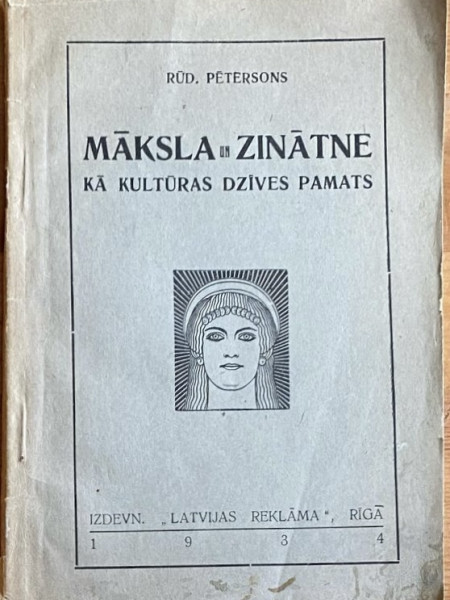 RŪD. PĒTERSONS
MĀKSLA UN ZINĀTNE
KĀ KULTŪRAS DZĪVES PAMATS
IZDEVN. „LATVIJAS REKLĀMA", RĪGĀ
1 9 3 4